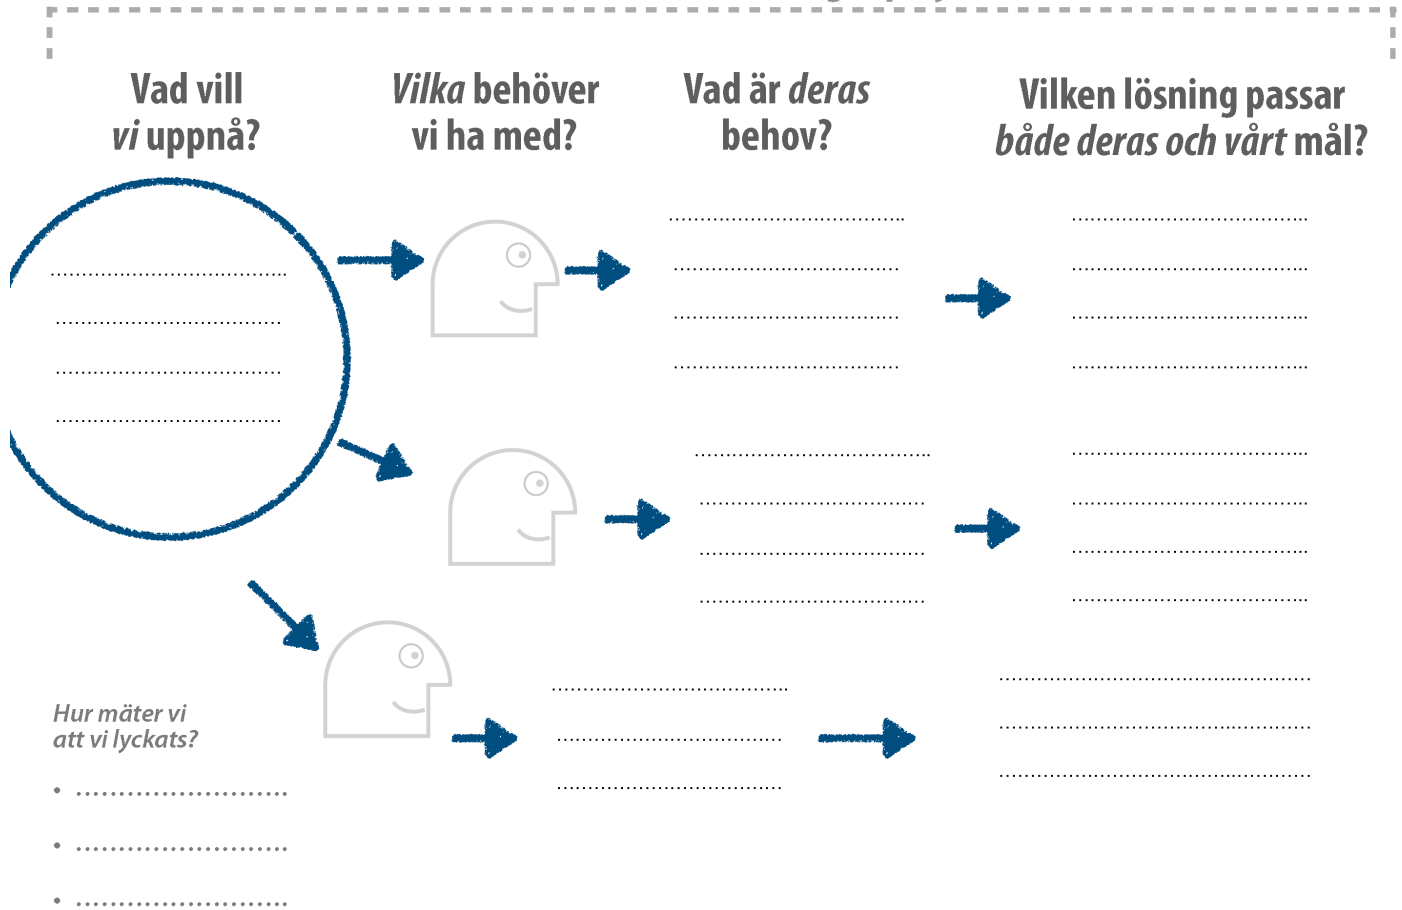 Vad vill
vi uppnå?
Vilka behöver
vi ha med?
Vad är deras
behov?
Vilken lösning passar
både deras och vårt mål?
Hur mäter vi
att vi lyckats?